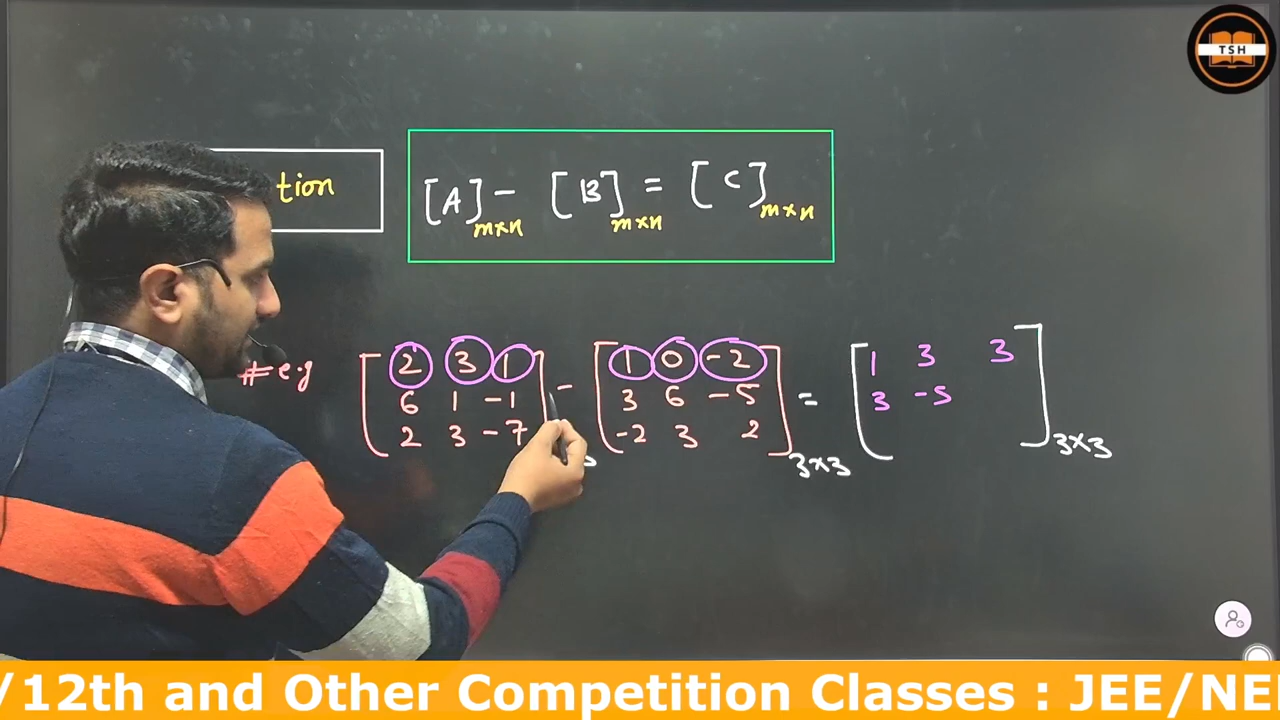 TSH
tion
[A]m×n - [B]m×n = [C]m×n
# e.g
[2 3 1] - [1 0 -2] = [1 3 3]
6 1 -1 3 6 -5 3 -5
2 3 -7 -2 3 2
3×3 3×3
/12th and Other Competition Classes : JEE/NE